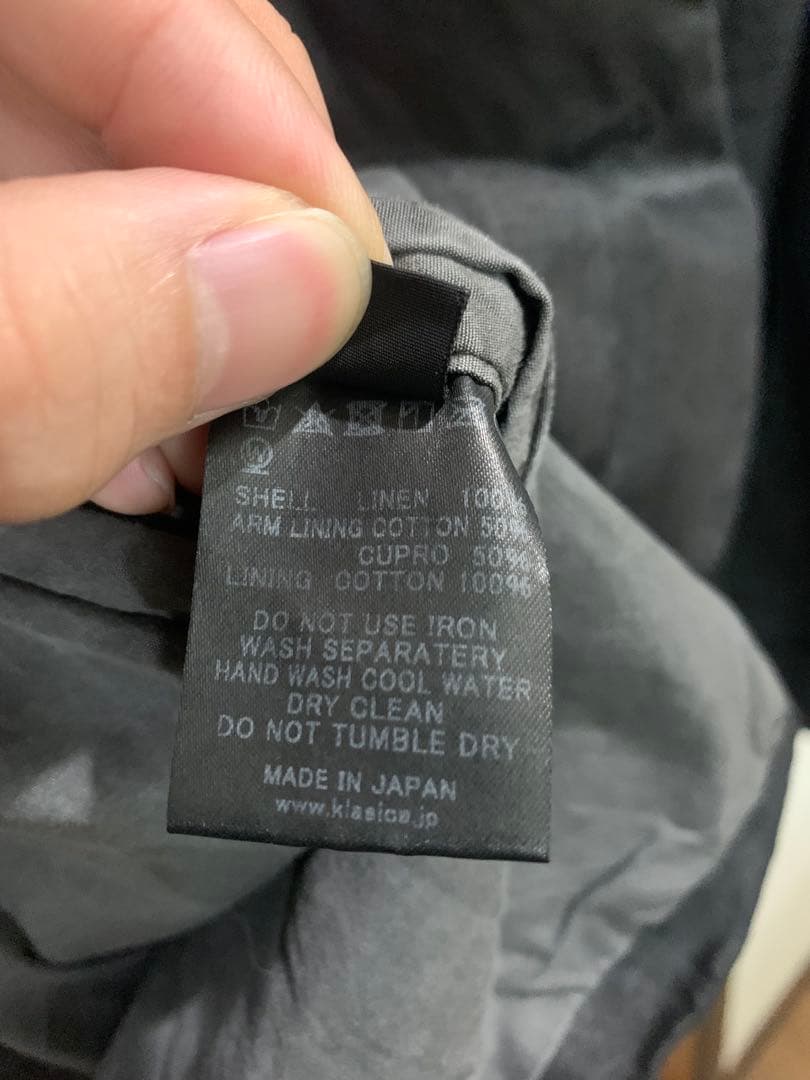 SHELL LINEN 100%
ARM LINING COTTON 50%
CUPRO 50%
LINING COTTON 100%
DO NOT USE IRON
WASH SEPARATERY
HAND WASH COOL WATER
DRY CLEAN
DO NOT TUMBLE DRY
MADE IN JAPAN
www.klasica.jp